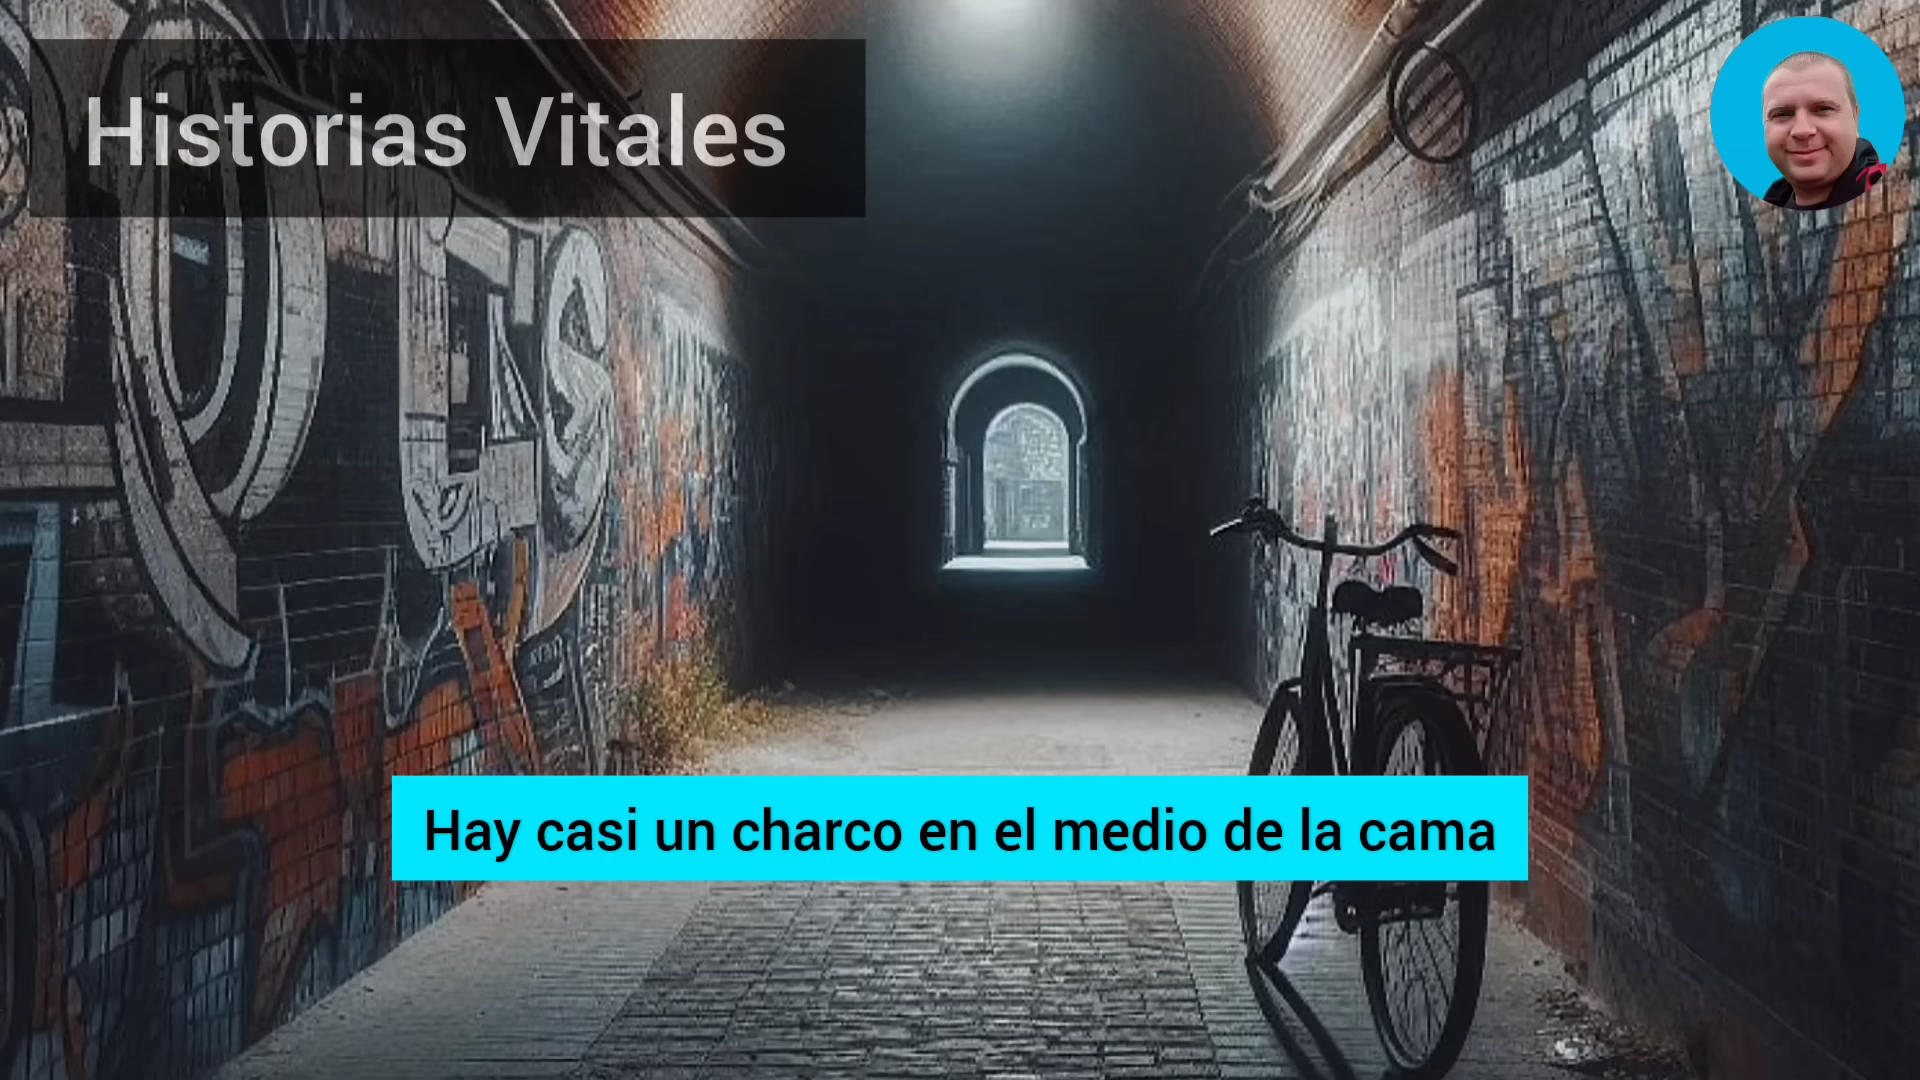 Historias Vitales
Hay casi un charco en el medio de la cama